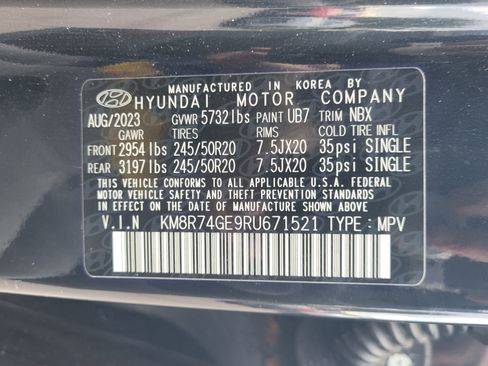 MANUFACTURED IN KOREA BY
HYUNDAI MOTOR COMPANY
AUG/2023 GVWR 5732lbs PAINT UB7 TRIM NBX
GAWR TIRES RIMS COLD TIRE INFL
FRONT 2954lbs 245/50R20 7.5JX20 35psi SINGLE
REAR 3197lbs 245/50R20 7.5JX20 35psi SINGLE
THIS VEHICLE CONFORMS TO ALL APPLICABLE U.S.A. FEDERAL
MOTOR VEHICLE SAFETY, BUMPER, AND THEFT PREVENTION
STANDARDS IN EFFECT ON THE DATE OF MANUFACTURE SHOWN ABOVE.
V.I.N KM8R74GE9RU671521 TYPE : MPV